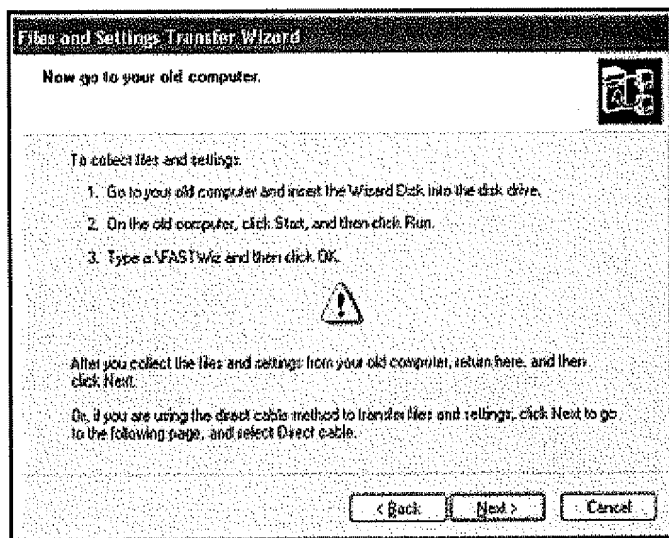 Files and Settings Transfer Wizard
Now go to your old computer.
To collect files and settings:
1. Go to your old computer and insert the Wizard Disk into the disk drive.
2. On the old computer, click Start, and then click Run.
3. Type a:\FASTWiz and then click OK.
After you collect the files and settings from your old computer, return here, and then
click Next.
Or, if you are using the direct cable method to transfer files and settings, click Next to go
to the following page, and select Direct cable.
< Back
Next >
Cancel